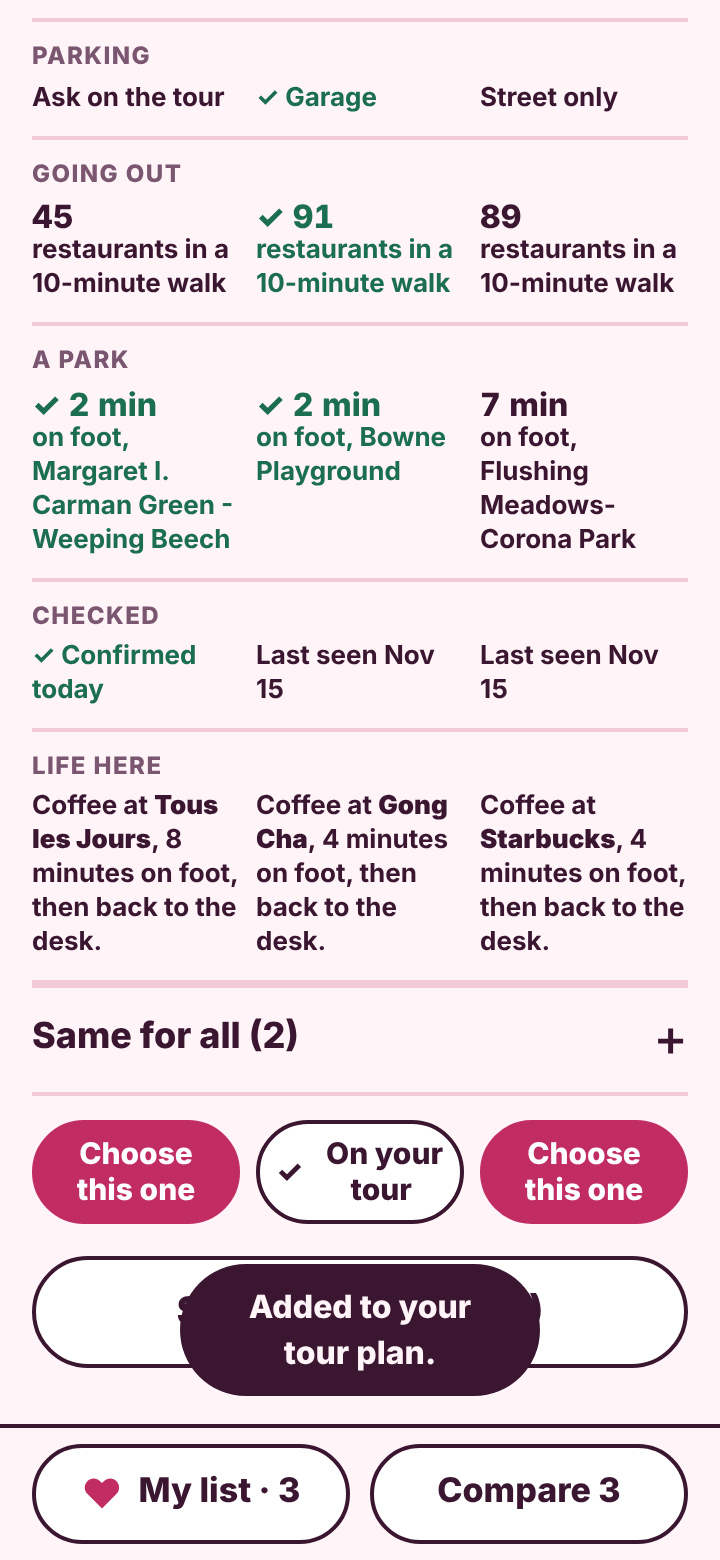 PARKING
Ask on the tour
✓ Garage
Street only
GOING OUT
45
restaurants in a
10-minute walk
✓ 91
restaurants in a
10-minute walk
89
restaurants in a
10-minute walk
A PARK
✓ 2 min
on foot,
Margaret I.
Carman Green -
Weeping Beech
✓ 2 min
on foot, Bowne
Playground
7 min
on foot,
Flushing
Meadows-
Corona Park
CHECKED
✓ Confirmed
today
Last seen Nov
15
Last seen Nov
15
LIFE HERE
Coffee at Tous
les Jours, 8
minutes on foot,
then back to the
desk.
Coffee at Gong
Cha, 4 minutes
on foot, then
back to the
desk.
Coffee at
Starbucks, 4
minutes on foot,
then back to the
desk.
Same for all (2)
+
Choose
this one
✓ On your
tour
Choose
this one
Added to your
tour plan.
My list · 3
Compare 3